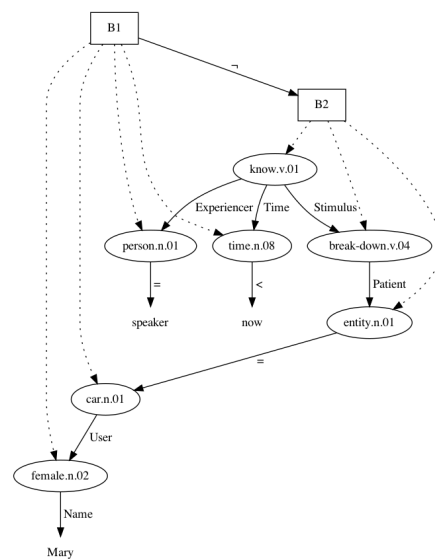 B1
¬
B2
know.v.01
Experiencer Time Stimulus
person.n.01 time.n.08 break-down.v.04
= < Patient
speaker now entity.n.01
=
car.n.01
User
female.n.02
Name
Mary